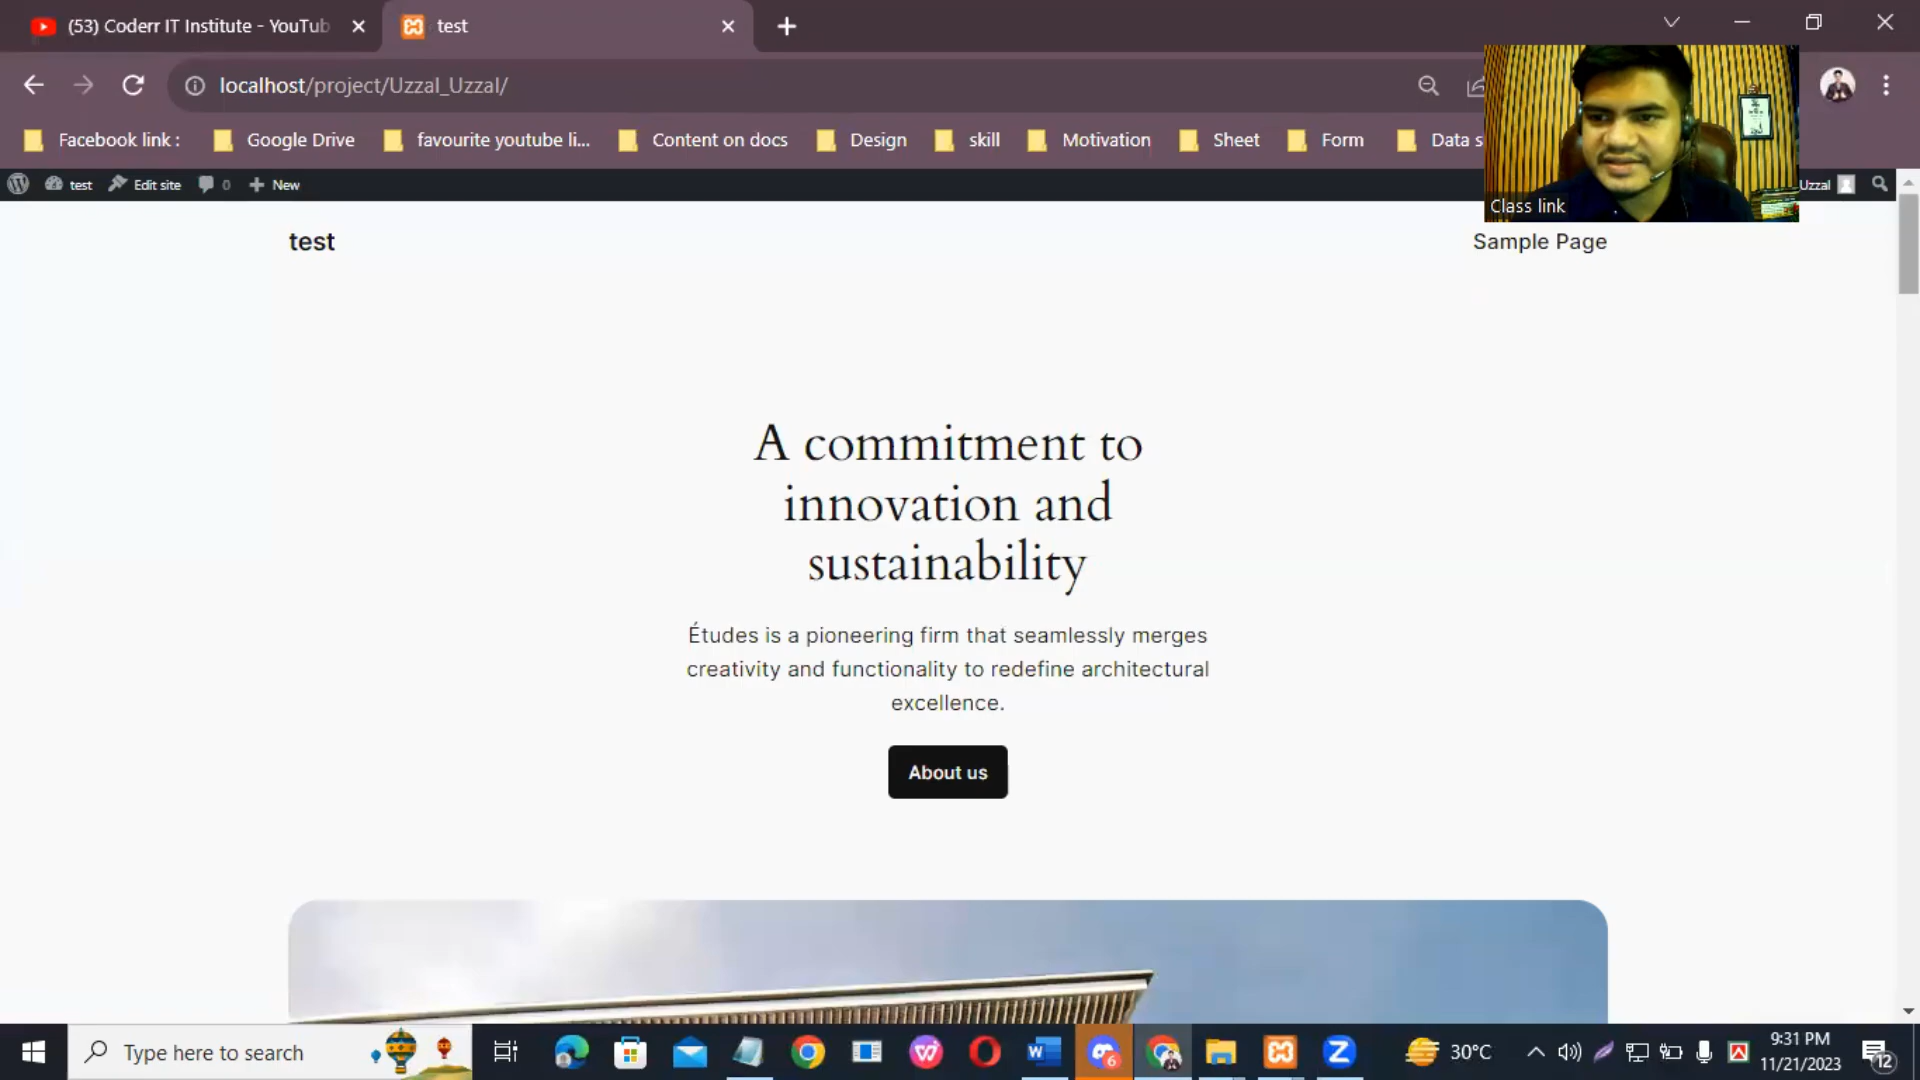 (53) Coderr IT Institute - YouTub
test
localhost/project/Uzzal_Uzzal/
Facebook link :
Google Drive
favourite youtube li...
Content on docs
Design
skill
Motivation
Sheet
Form
Data s
test
Edit site
0
New
Uzzal
Class link
test
Sample Page
A commitment to
innovation and
sustainability
Études is a pioneering firm that seamlessly merges
creativity and functionality to redefine architectural
excellence.
About us
Type here to search
6
30°C
9:31 PM
11/21/2023
12